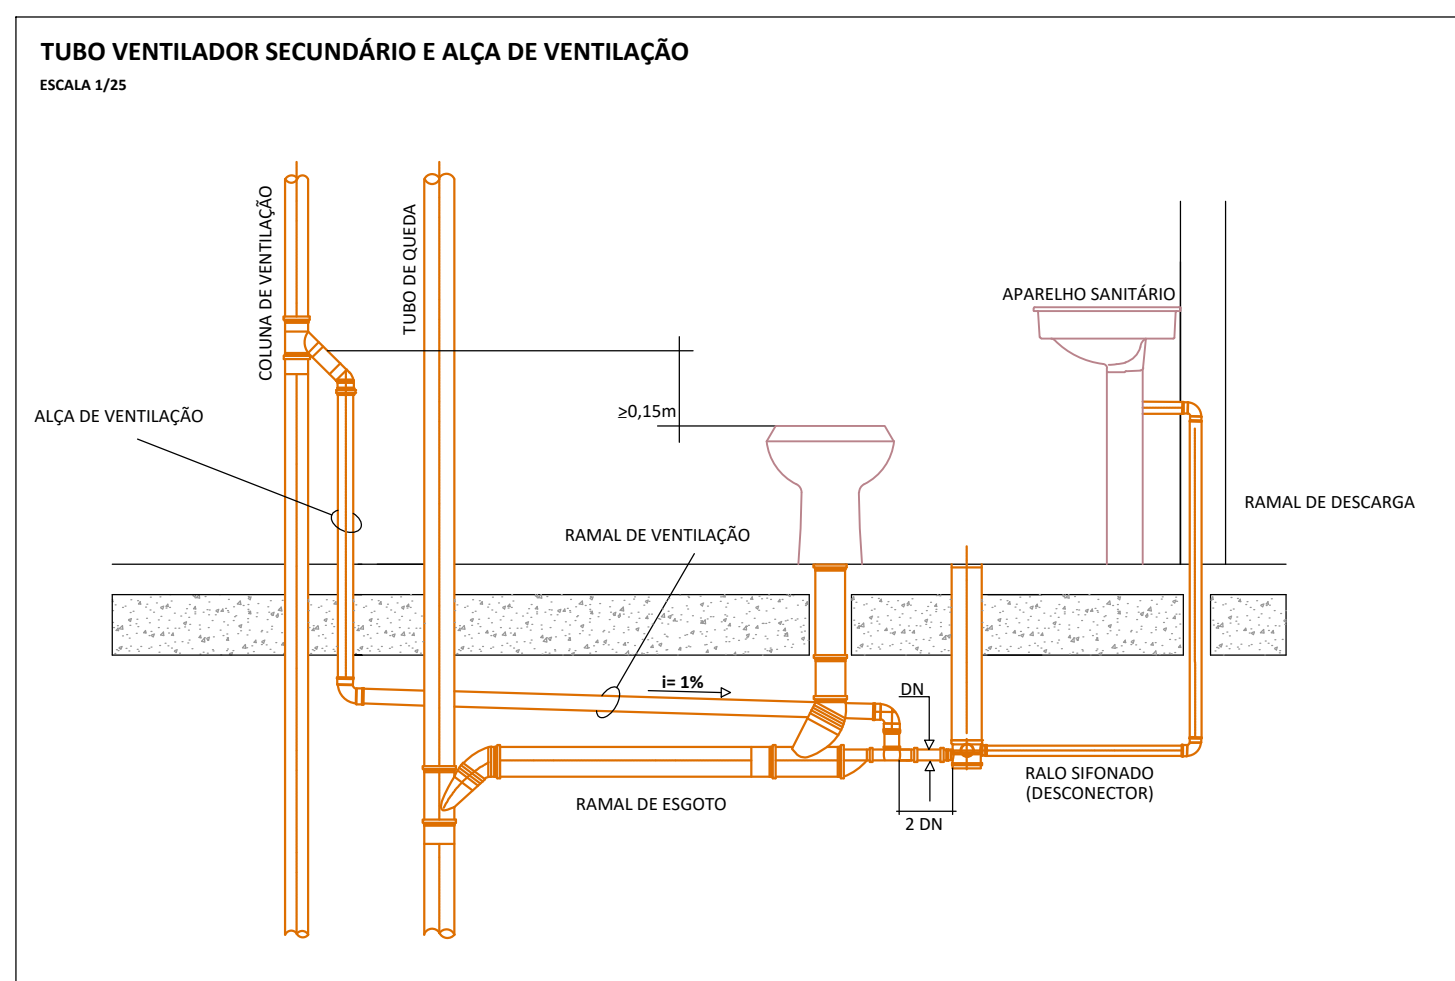 TUBO VENTILADOR SECUNDÁRIO E ALÇA DE VENTILAÇÃO
ESCALA 1/25
COLUNA DE VENTILAÇÃO
TUBO DE QUEDA
APARELHO SANITÁRIO
≥0,15m
ALÇA DE VENTILAÇÃO
RAMAL DE DESCARGA
RAMAL DE VENTILAÇÃO
i= 1%
DN
RALO SIFONADO
(DESCONECTOR)
RAMAL DE ESGOTO
2 DN